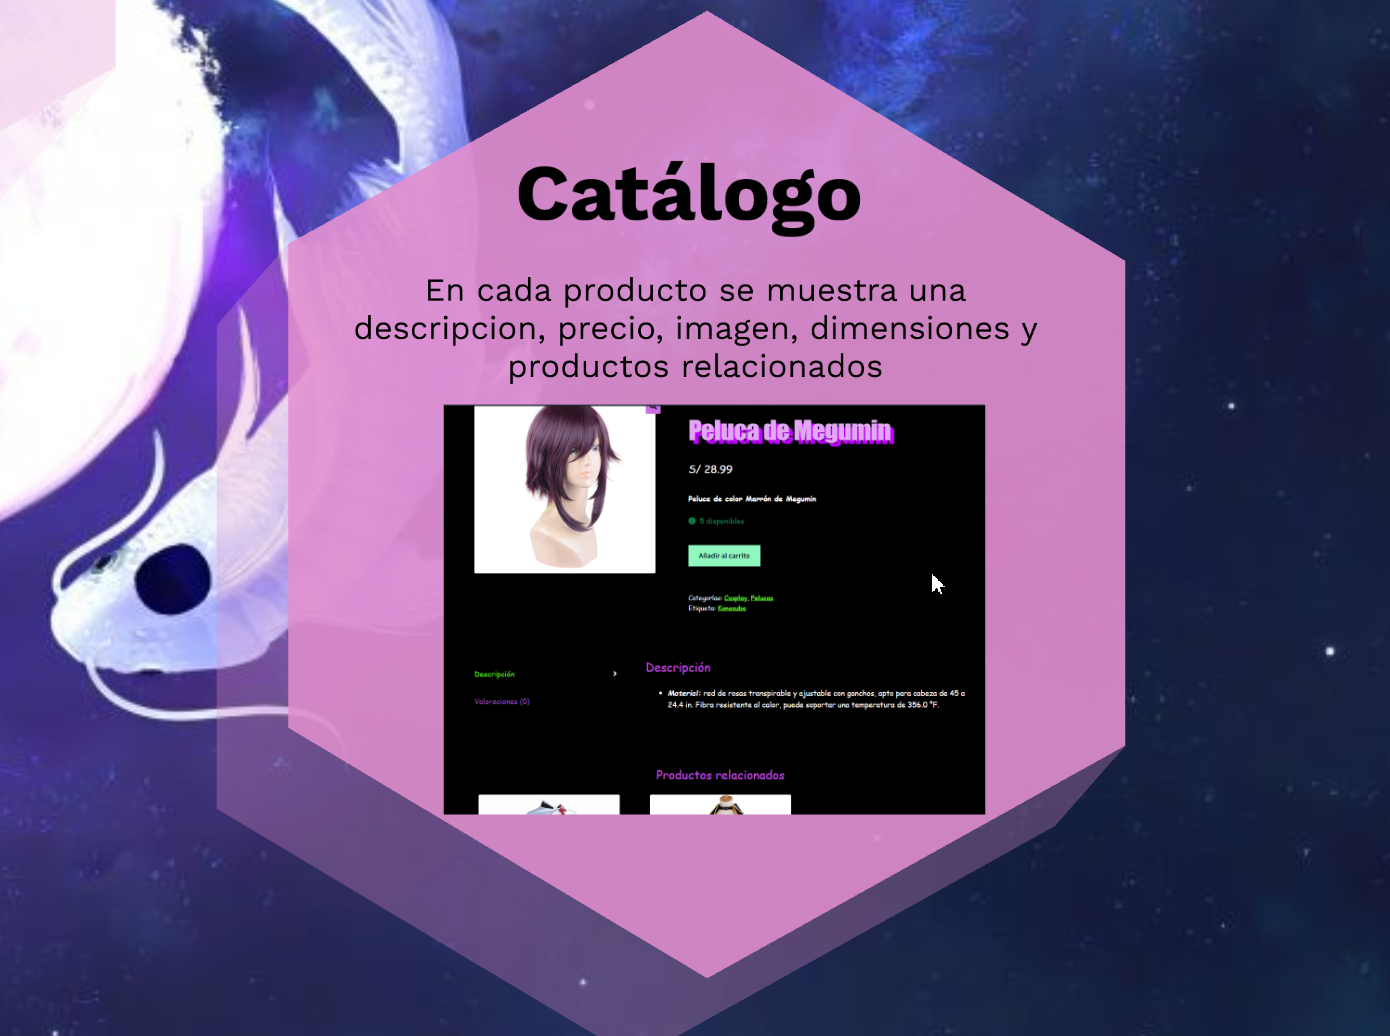 Catálogo
En cada producto se muestra una
descripcion, precio, imagen, dimensiones y
productos relacionados
Peluca de Megumin
S/ 28.99
Peluca de color Marrón de Megumin
5 disponibles
Añadir al carrito
Categorías: Cosplay, Pelucas
Etiqueta: Konosuba
Descripción
Valoraciones (0)
Descripción
Material: red de rosas transpirable y ajustable con ganchos, apto para cabeza de 45 a
24.4 in. Fibra resistente al calor, puede soportar una temperatura de 356.0 °F.
Productos relacionados